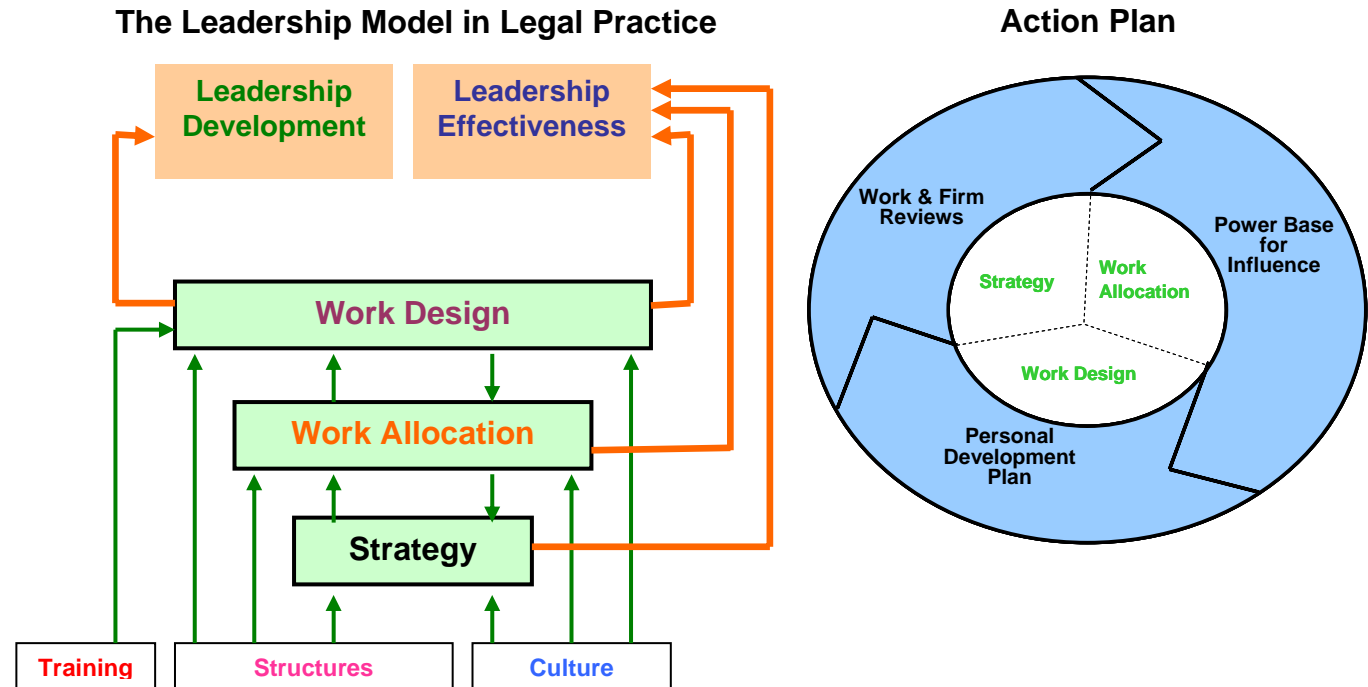 The Leadership Model in Legal Practice
Action Plan
Leadership
Development
Leadership
Effectiveness
Work Design
Work Allocation
Strategy
Training
Structures
Culture
Work & Firm
Reviews
Power Base
for
Influence
Strategy
Work
Allocation
Work Design
Personal
Development
Plan